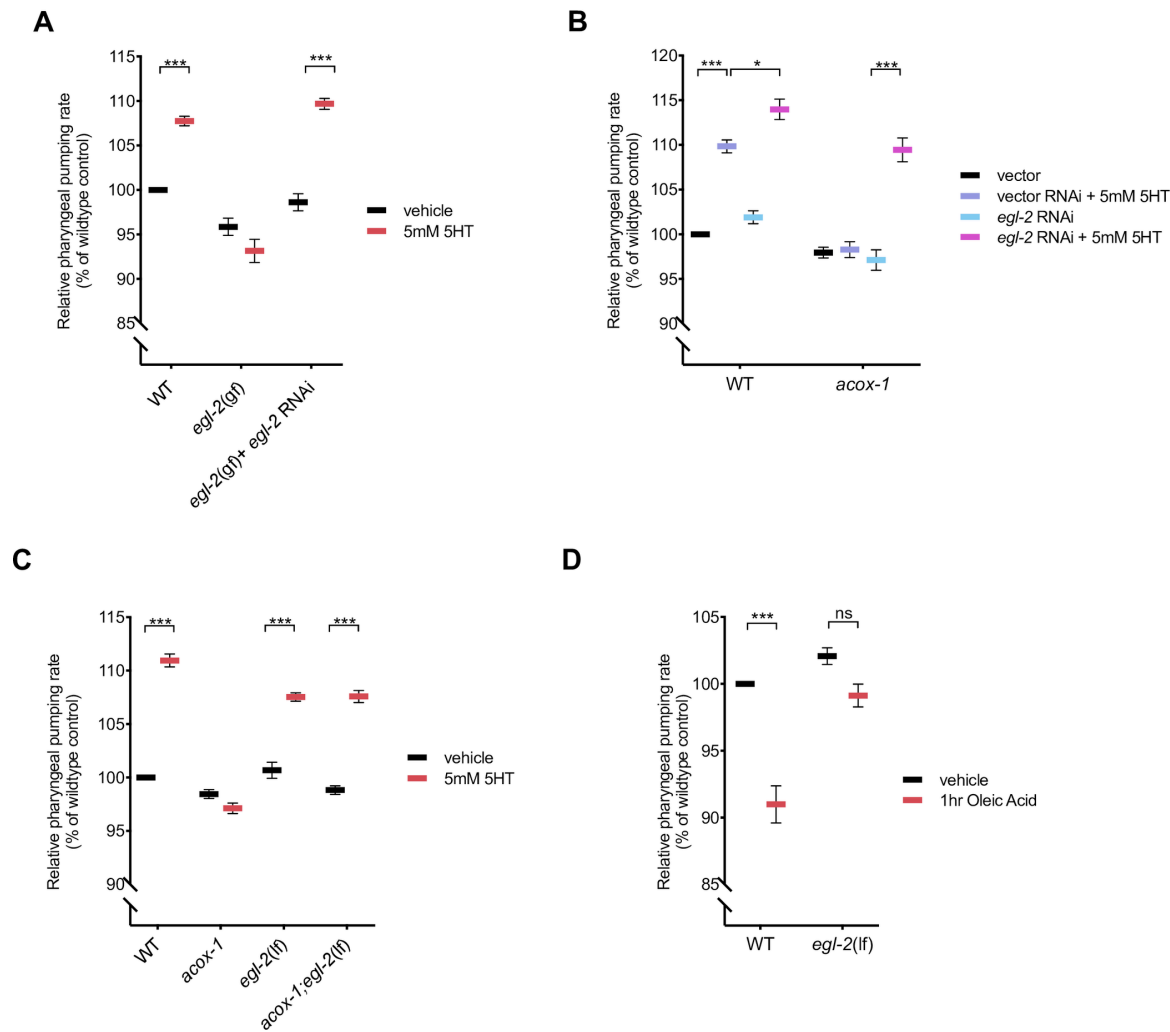 A
Relative pharyngeal pumping rate
(% of wildtype control)
115
110
105
100
95
90
85
***
***
WT
egl-2(gf)
egl-2(gf)+ egl-2 RNAi
vehicle
5mM 5HT
B
Relative pharyngeal pumping rate
(% of wildtype control)
120
115
110
105
100
95
90
***
*
***
WT
acox-1
vector
vector RNAi + 5mM 5HT
egl-2 RNAi
egl-2 RNAi + 5mM 5HT
C
Relative pharyngeal pumping rate
(% of wildtype control)
115
110
105
100
95
90
***
***
***
WT
acox-1
egl-2(lf)
acox-1;egl-2(lf)
vehicle
5mM 5HT
D
Relative pharyngeal pumping rate
(% of wildtype control)
105
100
95
90
85
***
ns
WT
egl-2(lf)
vehicle
1hr Oleic Acid